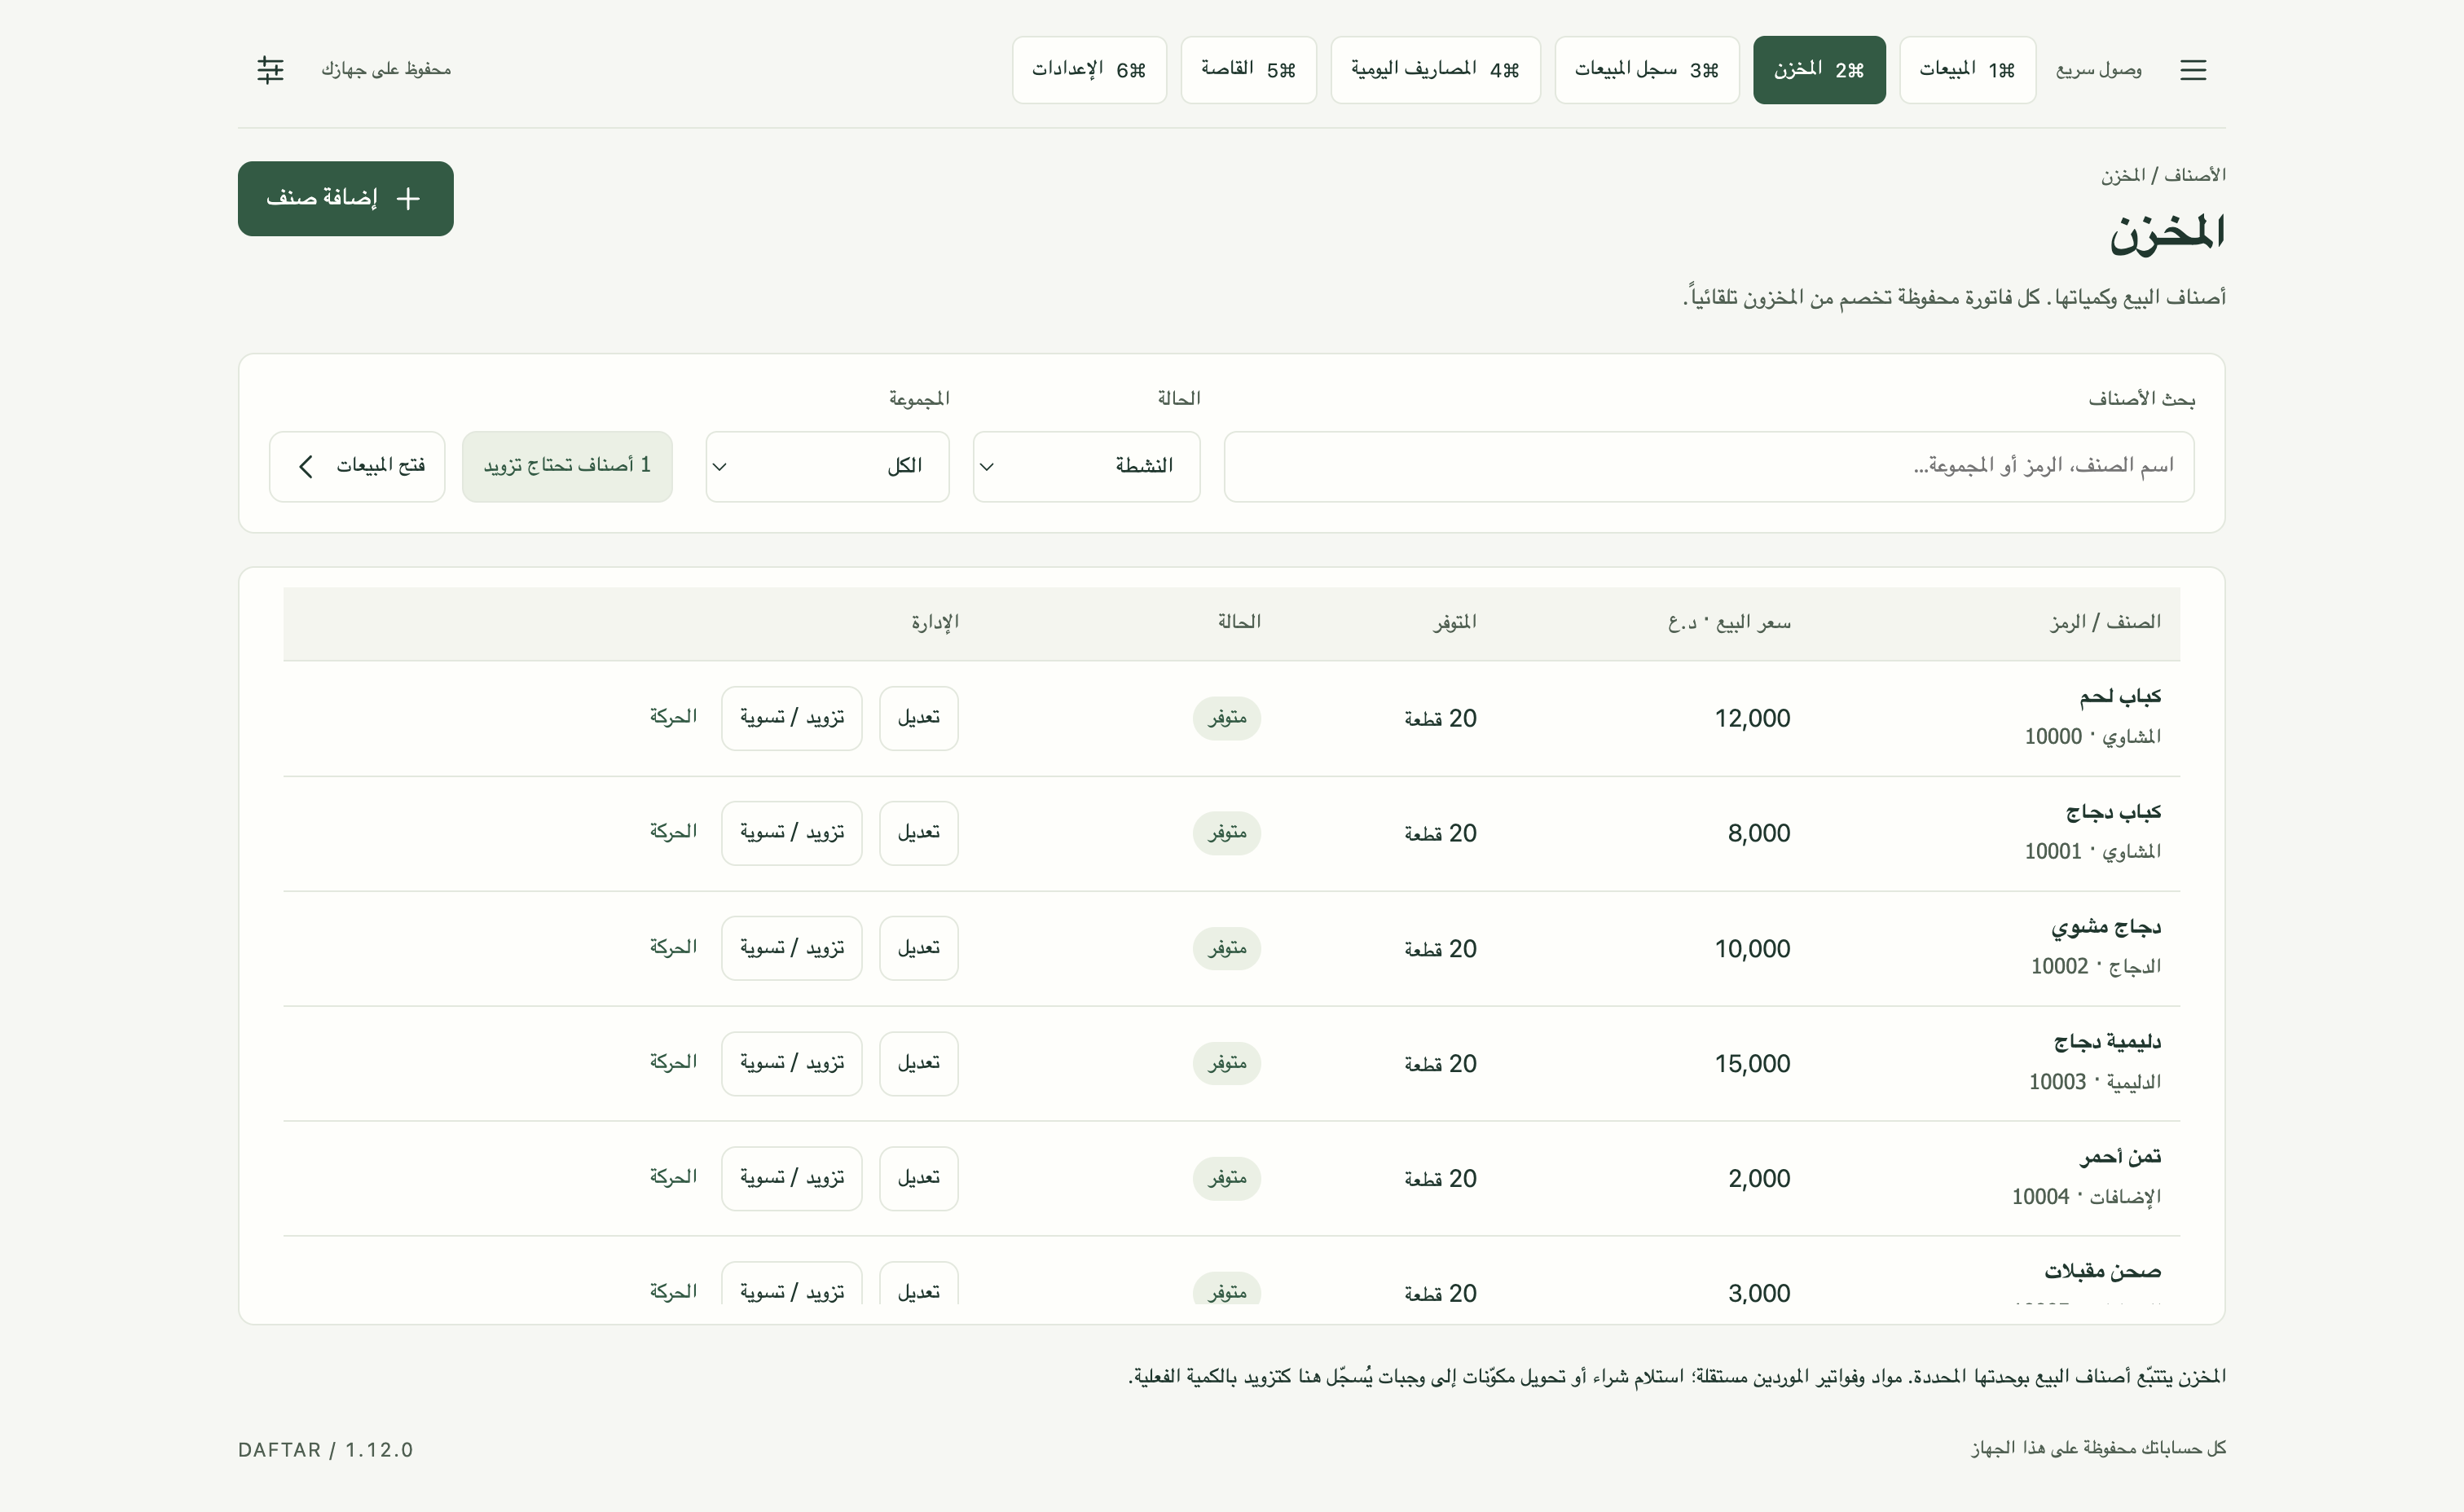 وصول سريع
⌘1 المبيعات
⌘2 المخزن
⌘3 سجل المبيعات
⌘4 المصاريف اليومية
⌘5 القاصة
⌘6 الإعدادات
محفوظ على جهازك
الأصناف / المخزن
المخزن
أصناف البيع وكمياتها. كل فاتورة محفوظة تخصم من المخزون تلقائياً.
+ إضافة صنف
بحث الأصناف
اسم الصنف، الرمز أو المجموعة...
الحالة
النشطة
المجموعة
الكل
1 أصناف تحتاج تزويد
فتح المبيعات
الصنف / الرمز سعر البيع · د.ع المتوفر الحالة الإدارة
كباب لحم
المشاوي · 10000
12,000 20 قطعة متوفر تعديل تزويد / تسوية الحركة
كباب دجاج
المشاوي · 10001
8,000 20 قطعة متوفر تعديل تزويد / تسوية الحركة
دجاج مشوي
الدجاج · 10002
10,000 20 قطعة متوفر تعديل تزويد / تسوية الحركة
دليمية دجاج
الدليمية · 10003
15,000 20 قطعة متوفر تعديل تزويد / تسوية الحركة
تمن أحمر
الإضافات · 10004
2,000 20 قطعة متوفر تعديل تزويد / تسوية الحركة
صحن مقبلات
3,000 20 قطعة متوفر تعديل تزويد / تسوية الحركة
المخزن يتتبّع أصناف البيع بوحدتها المحددة. مواد وفواتير الموردين مستقلة؛ استلام شراء أو تحويل مكوّنات إلى وجبات يُسجّل هنا كتزويد بالكمية الفعلية.
كل حساباتك محفوظة على هذا الجهاز
DAFTAR / 1.12.0